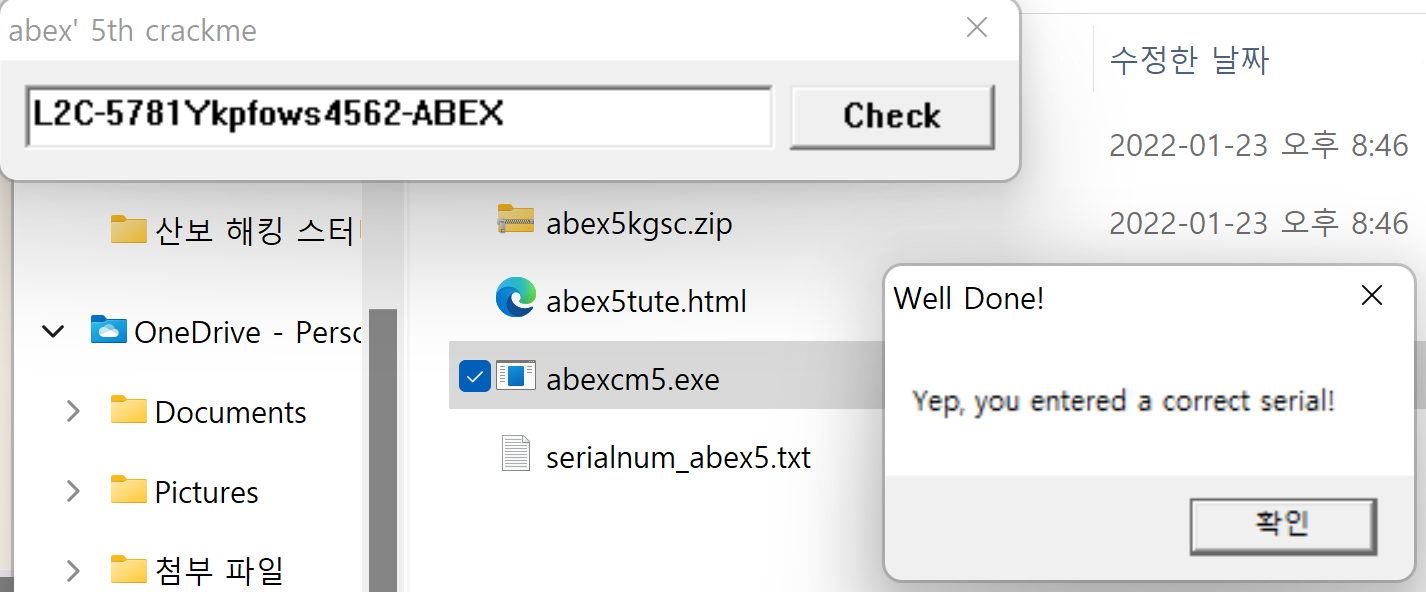 abex' 5th crackme
L2C-5781Ykpfows4562-ABEX
Check
수정한 날짜
2022-01-23 오후 8:46
산보 해킹 스터
abex5kgsc.zip
2022-01-23 오후 8:46
OneDrive - Perso
abex5tute.html
Well Done!
Documents
abexcm5.exe
Yep, you entered a correct serial!
Pictures
serialnum_abex5.txt
첨부 파일
확인